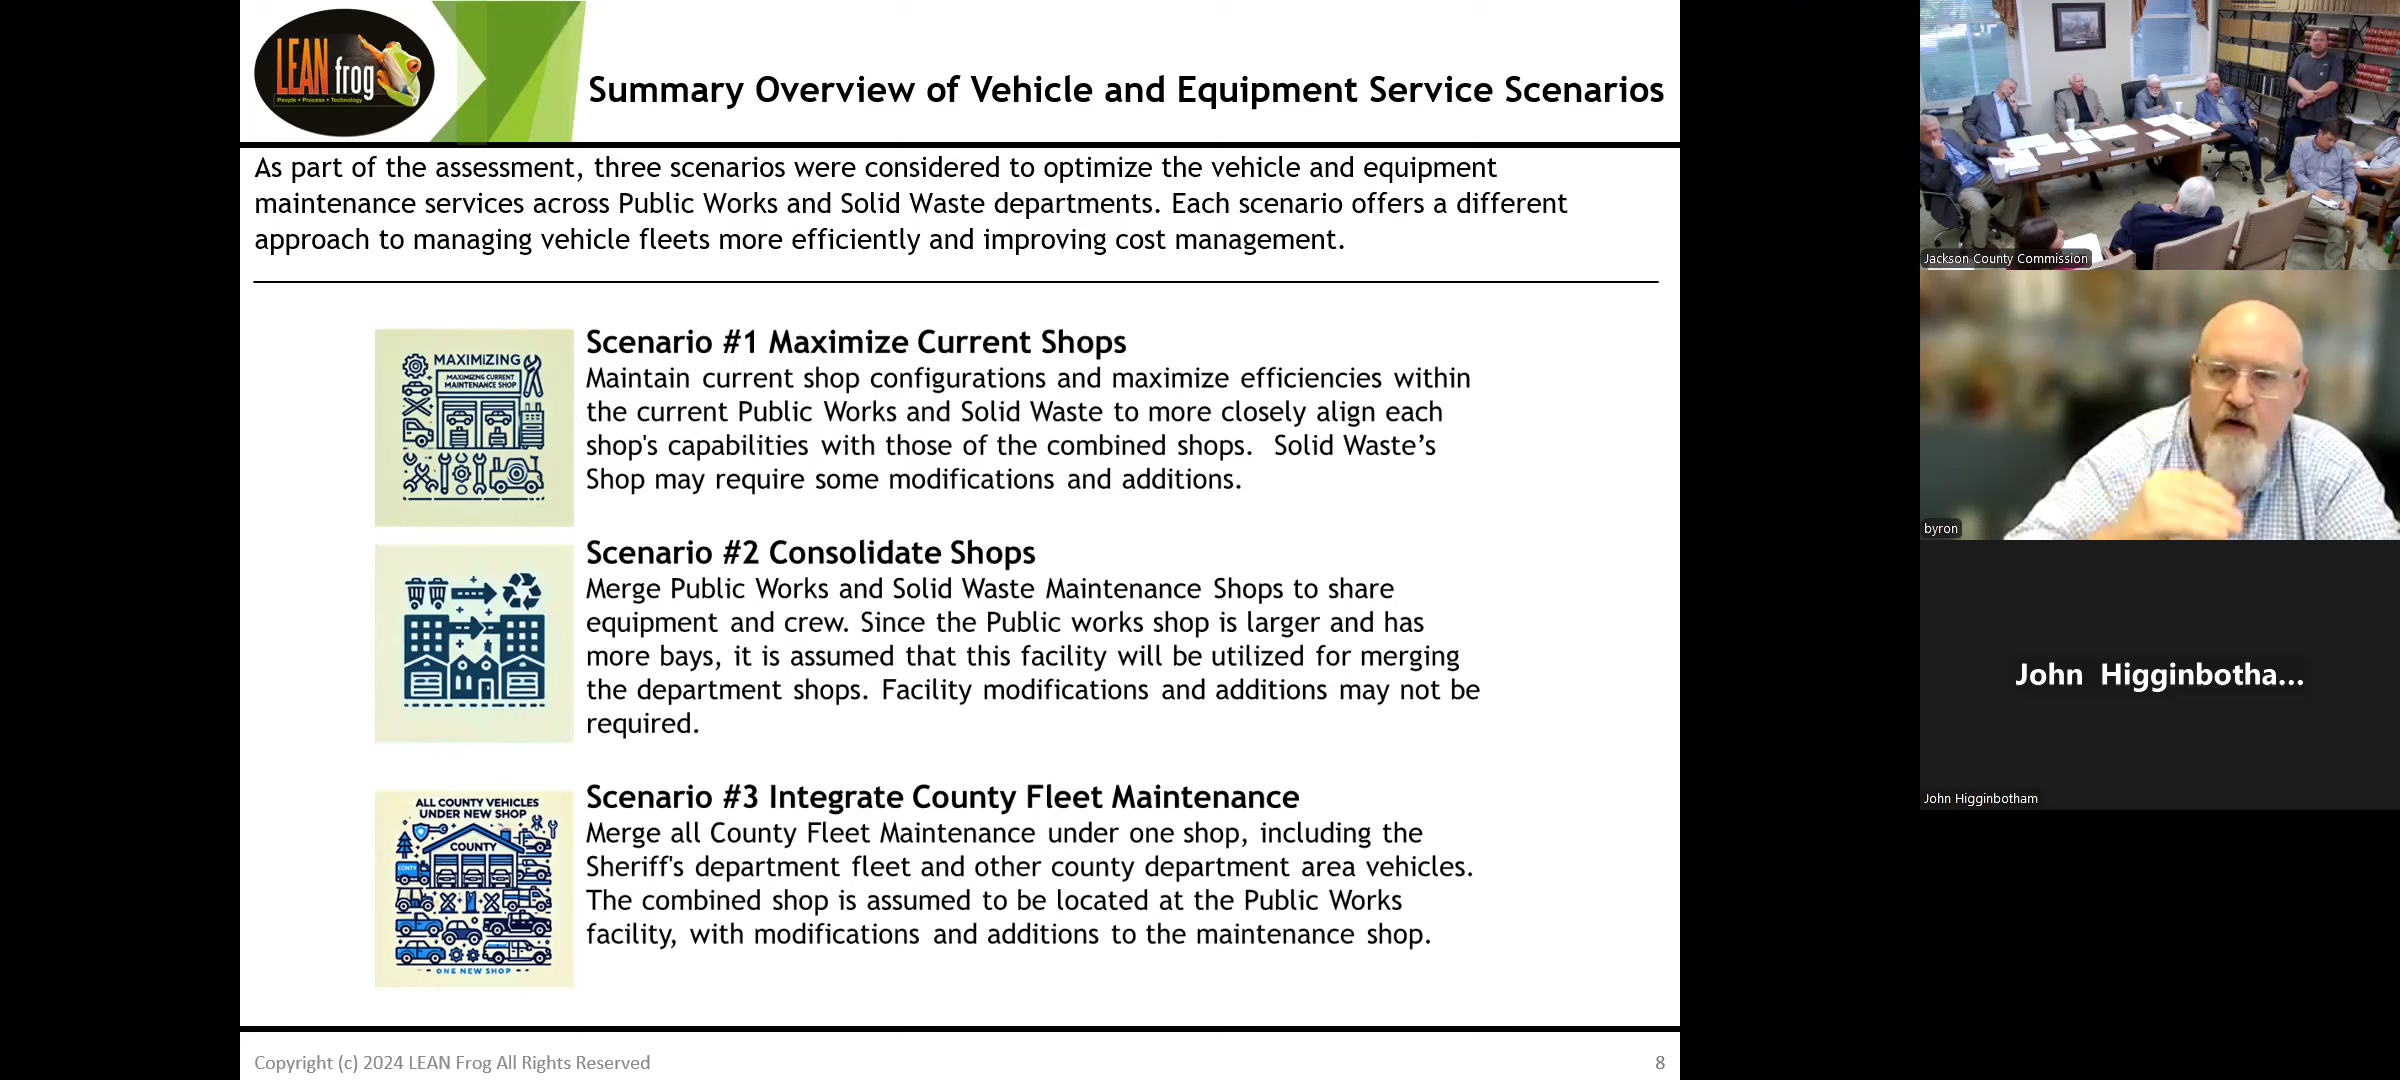 LEAN frog
People • Process • Technology
Summary Overview of Vehicle and Equipment Service Scenarios
As part of the assessment, three scenarios were considered to optimize the vehicle and equipment
maintenance services across Public Works and Solid Waste departments. Each scenario offers a different
approach to managing vehicle fleets more efficiently and improving cost management.
MAXIMIZING
MAXIMIZNG CURRENT
MAINTENANCE SHOP
Scenario #1 Maximize Current Shops
Maintain current shop configurations and maximize efficiencies within
the current Public Works and Solid Waste to more closely align each
shop's capabilities with those of the combined shops.  Solid Waste’s
Shop may require some modifications and additions.
Scenario #2 Consolidate Shops
Merge Public Works and Solid Waste Maintenance Shops to share
equipment and crew. Since the Public works shop is larger and has
more bays, it is assumed that this facility will be utilized for merging
the department shops. Facility modifications and additions may not be
required.
ALL COUNTY VEHICLES
UNDER NEW SHOP
COUNTY
ONE NEW SHOP
Scenario #3 Integrate County Fleet Maintenance
Merge all County Fleet Maintenance under one shop, including the
Sheriff's department fleet and other county department area vehicles.
The combined shop is assumed to be located at the Public Works
facility, with modifications and additions to the maintenance shop.
Copyright (c) 2024 LEAN Frog All Rights Reserved
8
Jackson County Commission
byron
John Higginbotha...
John Higginbotham